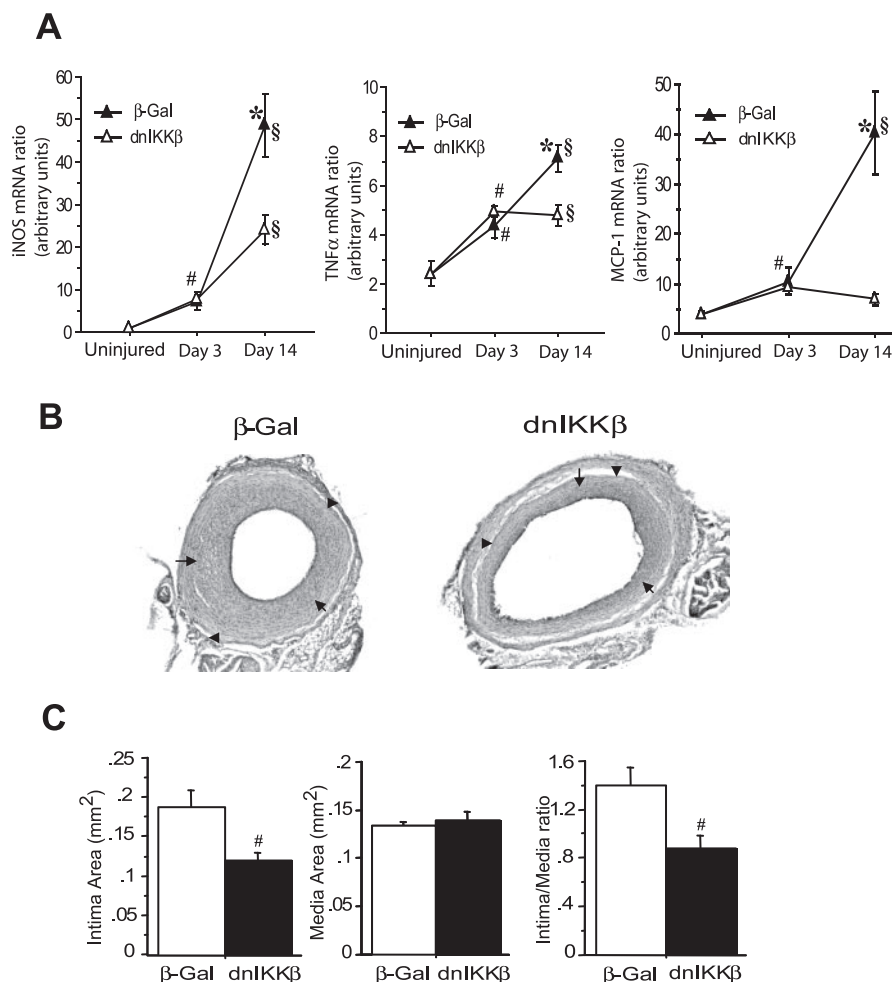 A
iNOS mRNA ratio
(arbitrary units)
60
50
40
30
20
10
0
β-Gal
dnIKKβ
#
*
§
§
Uninjured Day 3 Day 14
TNFα mRNA ratio
(arbitrary units)
10
8
6
4
2
0
β-Gal
dnIKKβ
#
#
*
§
§
Uninjured Day 3 Day 14
MCP-1 mRNA ratio
(arbitrary units)
50
40
30
20
10
0
β-Gal
dnIKKβ
#
*
§
Uninjured Day 3 Day 14
B
β-Gal
dnIKKβ
C
Intima Area (mm²)
.25
.2
.15
.1
.05
0
#
β-Gal dnIKKβ
Media Area (mm²)
.2
.15
.1
.05
0
β-Gal dnIKKβ
Intima/Media ratio
1.6
1.2
.8
.4
0
#
β-Gal dnIKKβ